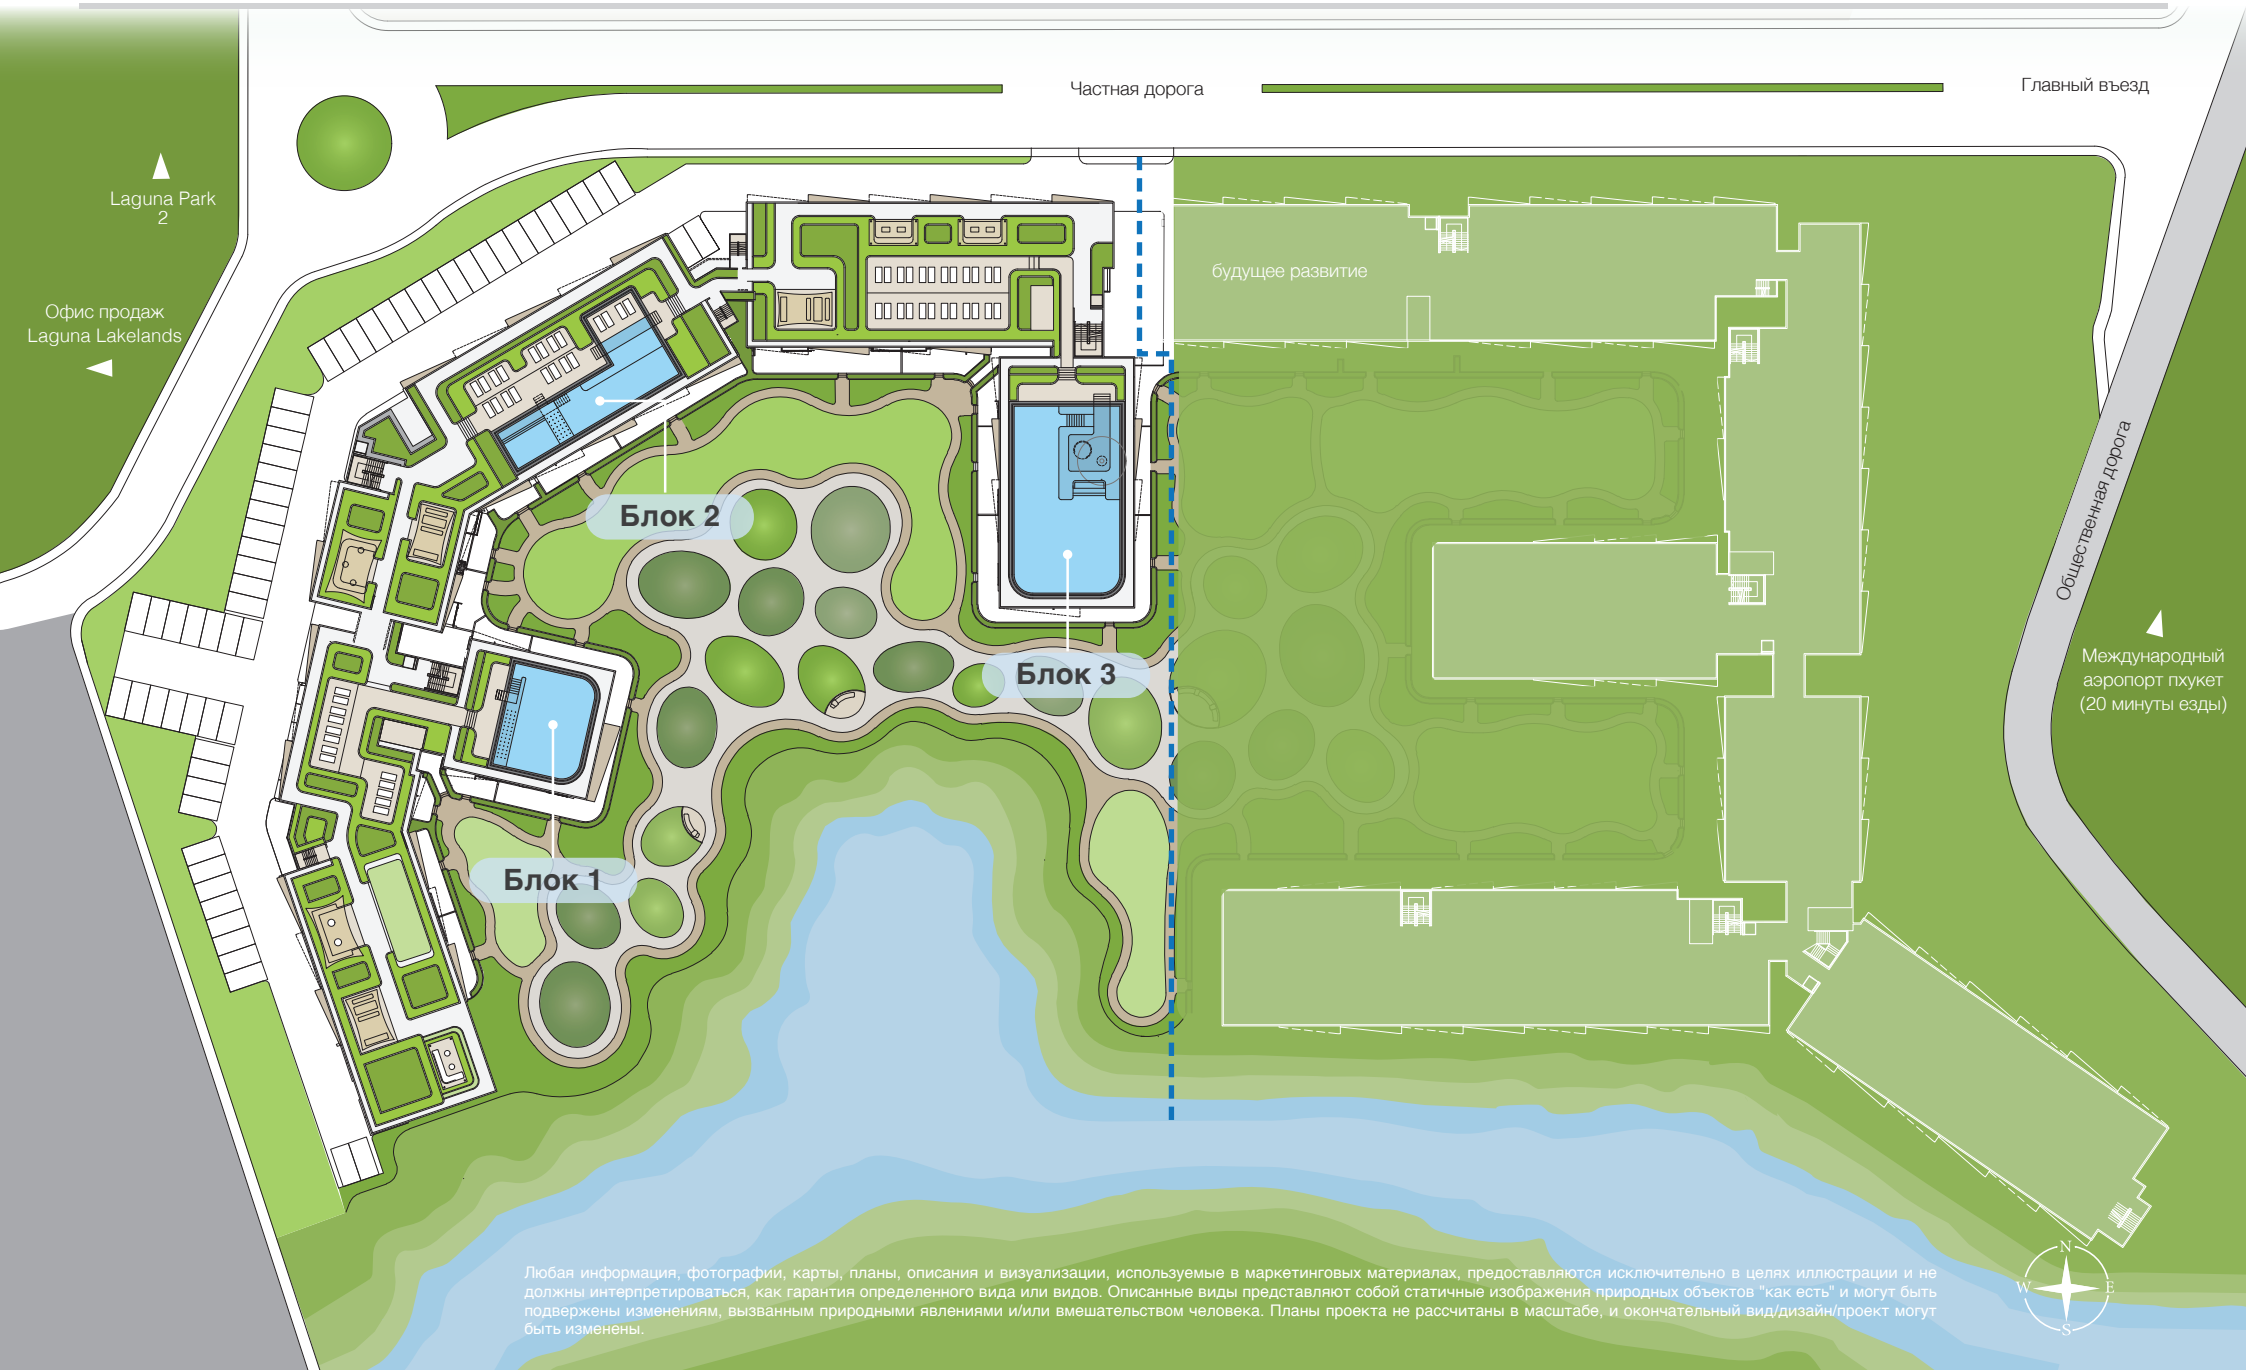 Частная дорога
Главный въезд
Laguna Park
2
Офис продаж
Laguna Lakelands
будущее развитие
Общественная дорога
Блок 2
Блок 3
Международный
аэропорт пхукет
(20 минуты езды)
Блок 1
N
W
E
S
Любая информация, фотографии, карты, планы, описания и визуализации, используемые в маркетинговых материалах, предоставляются исключительно в целях иллюстрации и не
должны интерпретироваться, как гарантия определенного вида или видов. Описанные виды представляют собой статичные изображения природных объектов "как есть" и могут быть
подвержены изменениям, вызванным природными явлениями и/или вмешательством человека. Планы проекта не рассчитаны в масштабе, и окончательный вид/дизайн/проект могут
быть изменены.